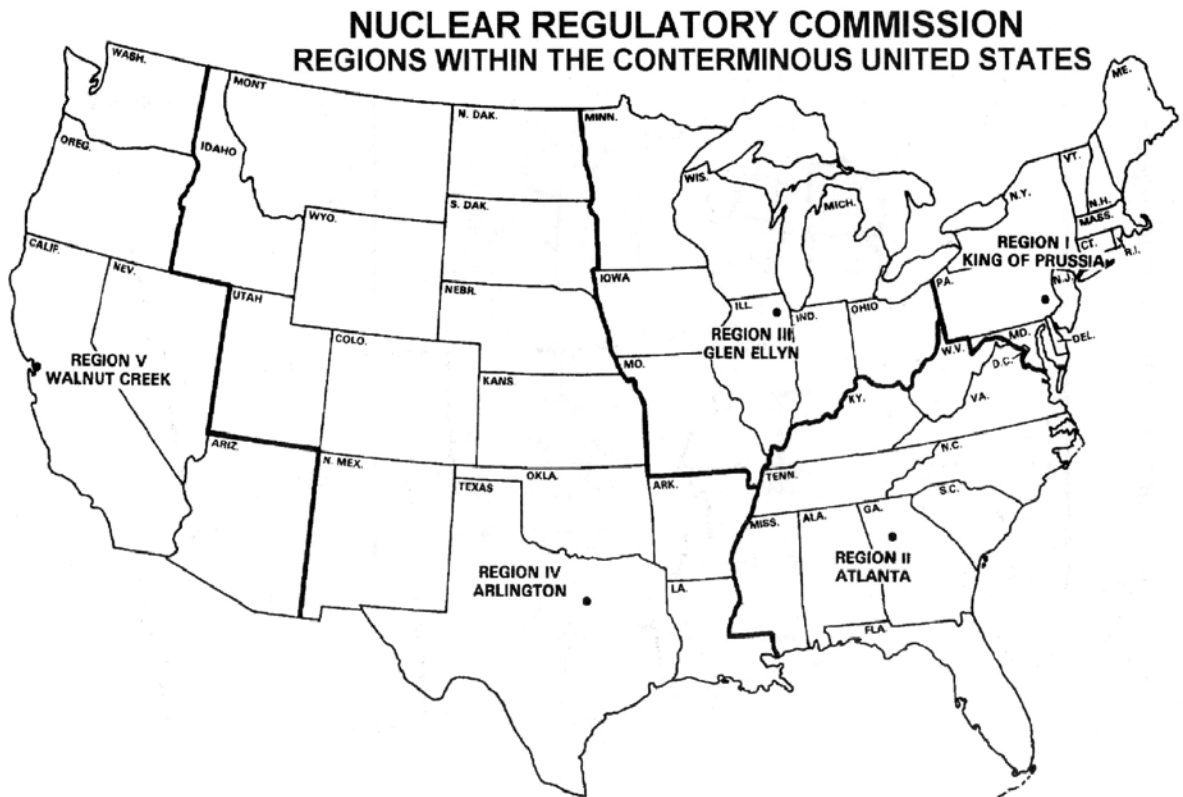 NUCLEAR REGULATORY COMMISSION
REGIONS WITHIN THE CONTERMINOUS UNITED STATES
WASH.
MONT
N. DAK.
MINN.
ME.
OREG.
IDAHO
WIS.
MICH.
N.Y.
VT.
N.H.
MASS.
S. DAK.
WYO.
CALIF.
NEV.
REGION I
KING OF PRUSSIA
CT.
R.I.
UTAH
NEBR.
IOWA
ILL.
IND.
OHIO
PA.
N.J.
REGION V
WALNUT CREEK
COLO.
REGION III
GLEN ELLYN
W.V.
MD.
DEL.
D.C.
KANS
MO.
KY.
VA.
ARIZ.
N. MEX.
TEXAS
OKLA.
ARK.
TENN.
N.C.
S.C.
MISS.
ALA.
GA.
REGION IV
ARLINGTON
REGION II
ATLANTA
LA.
FLA.